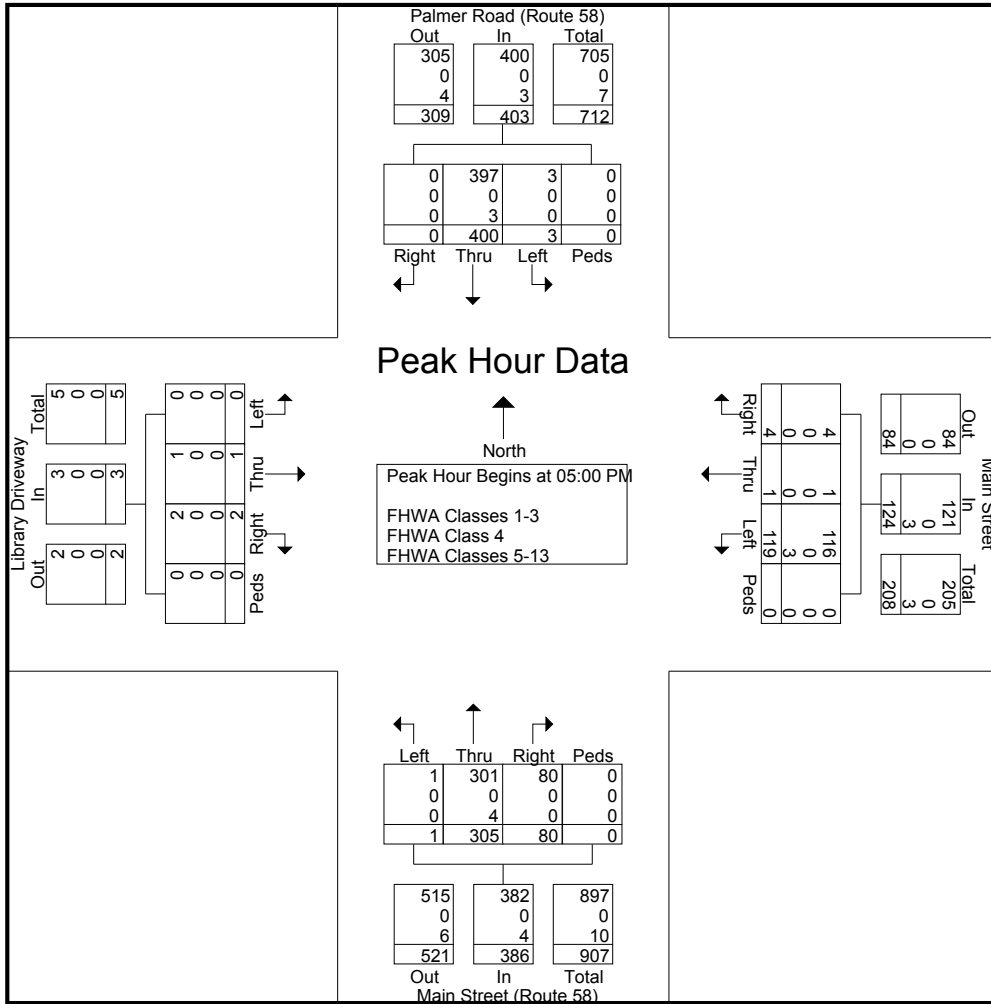 Palmer Road (Route 58)
Out In Total
305 400 705
0 0 0
4 3 7
309 403 712
0 397 3 0
0 0 0 0
0 3 0 0
0 400 3 0
Right Thru Left Peds
Peak Hour Data
North
Peak Hour Begins at 05:00 PM
FHWA Classes 1-3
FHWA Class 4
FHWA Classes 5-13
Library Driveway
Out In Total
2 3 5
0 0 0
0 0 0
2 3 5
Peds Right Thru Left
0 2 1 0
0 0 0 0
0 0 0 0
0 2 1 0
Main Street
Out In Total
84 121 205
0 0 0
0 3 3
84 124 208
Right Thru Left Peds
4 1 116 0
0 0 0 0
0 0 3 0
4 1 119 0
Left Thru Right Peds
1 301 80 0
0 0 0 0
0 4 0 0
1 305 80 0
515 382 897
0 0 0
6 4 10
521 386 907
Out In Total
Main Street (Route 58)